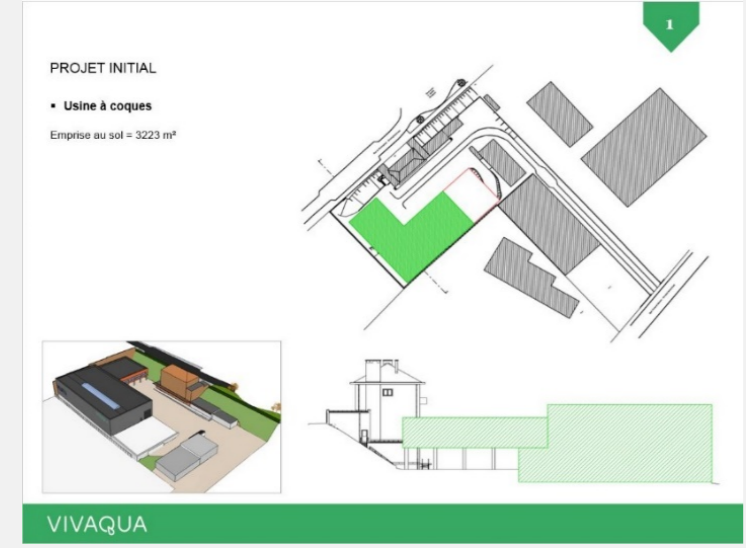 1
PROJET INITIAL
▪ Usine à coques
Emprise au sol = 3223 m²
VIVAQUA